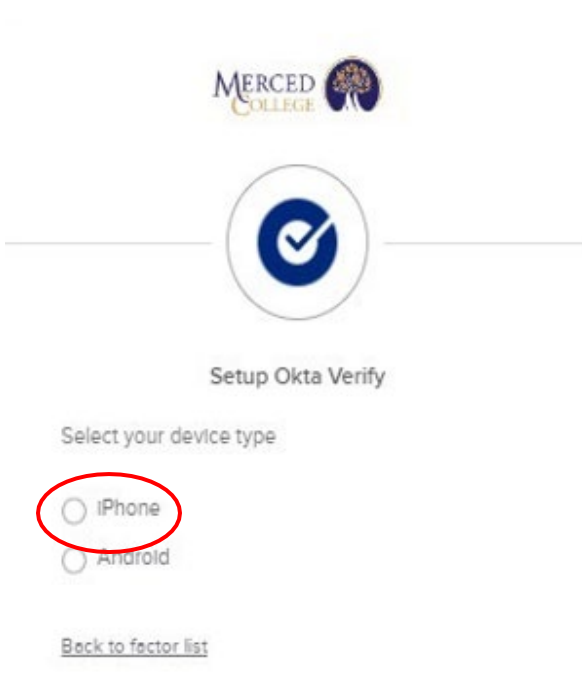 MERCED
COLLEGE
Setup Okta Verify
Select your device type
iPhone
Android
Back to factor list